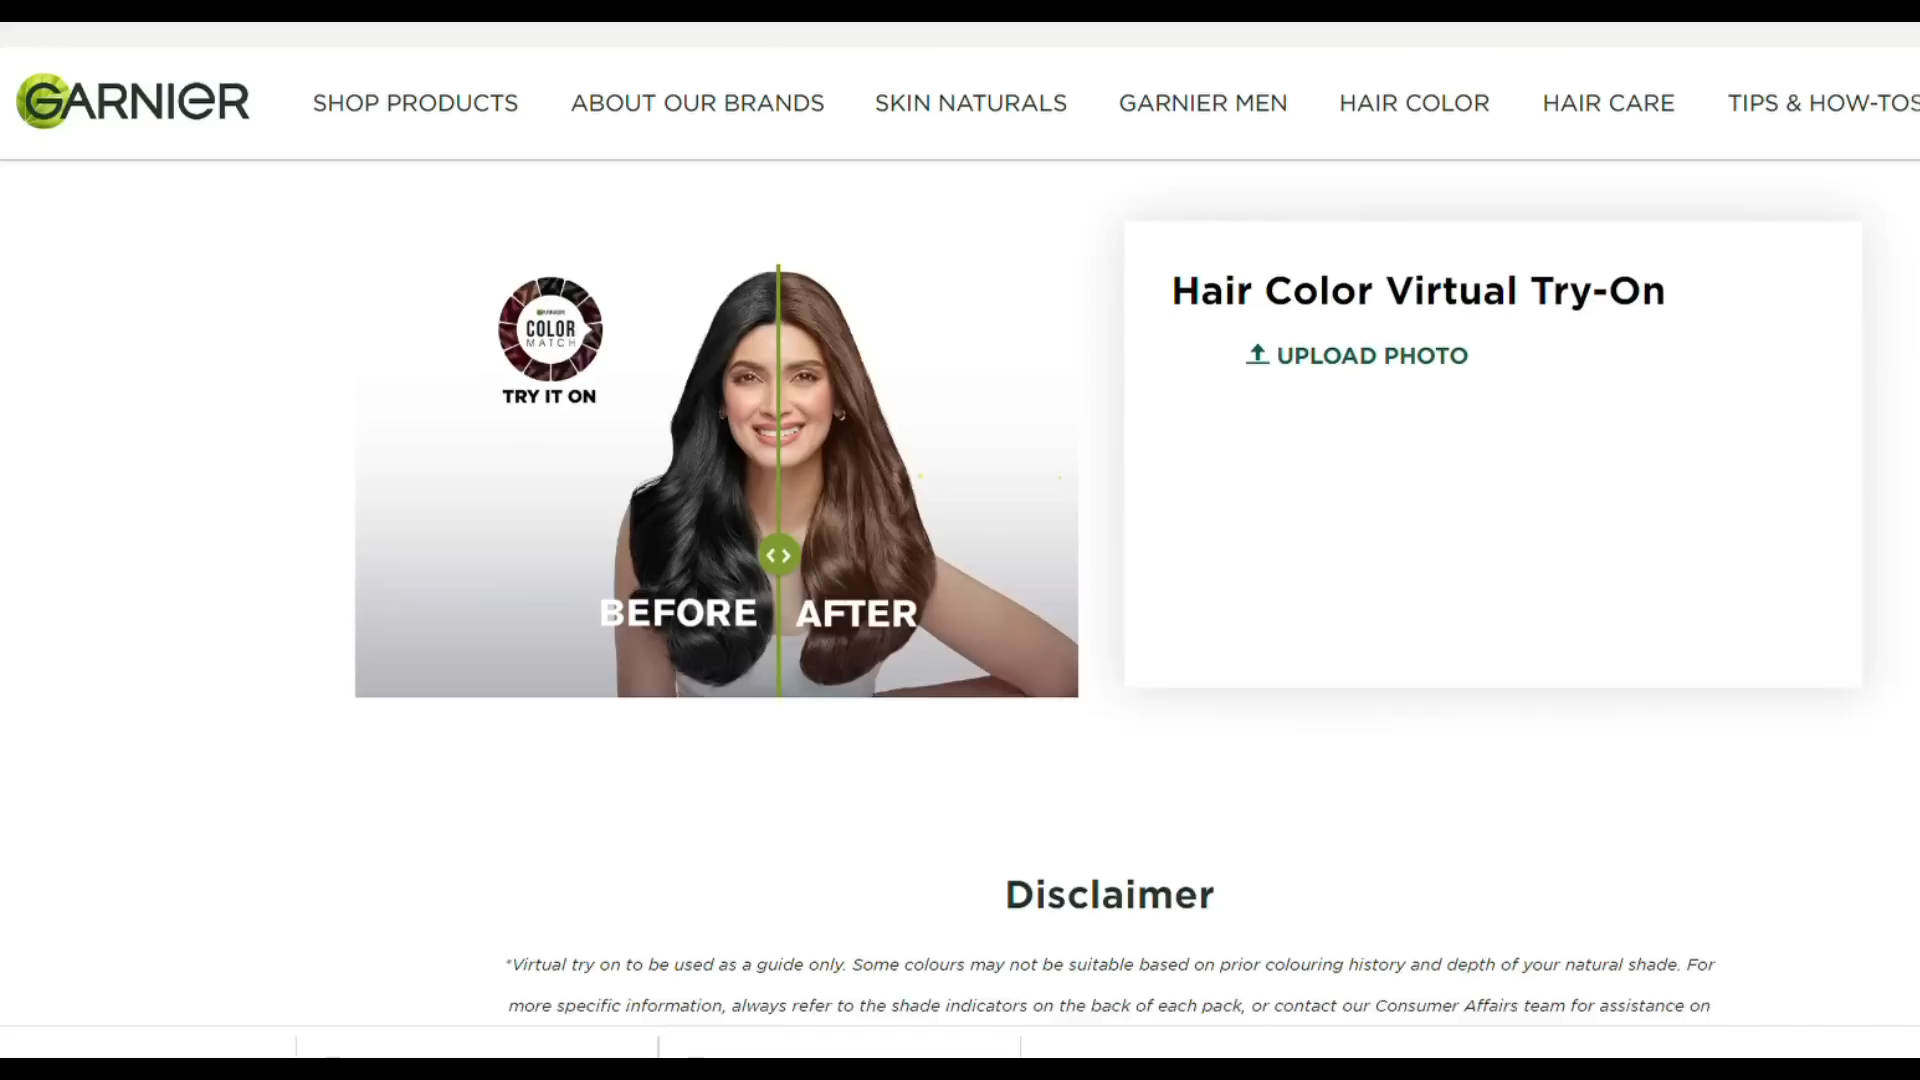 GARNIER
SHOP PRODUCTS
ABOUT OUR BRANDS
SKIN NATURALS
GARNIER MEN
HAIR COLOR
HAIR CARE
TIPS & HOW-TOS
GARNIER
COLOR
MATCH
TRY IT ON
BEFORE
AFTER
Hair Color Virtual Try-On
UPLOAD PHOTO
Disclaimer
*Virtual try on to be used as a guide only. Some colours may not be suitable based on prior colouring history and depth of your natural shade. For
more specific information, always refer to the shade indicators on the back of each pack, or contact our Consumer Affairs team for assistance on